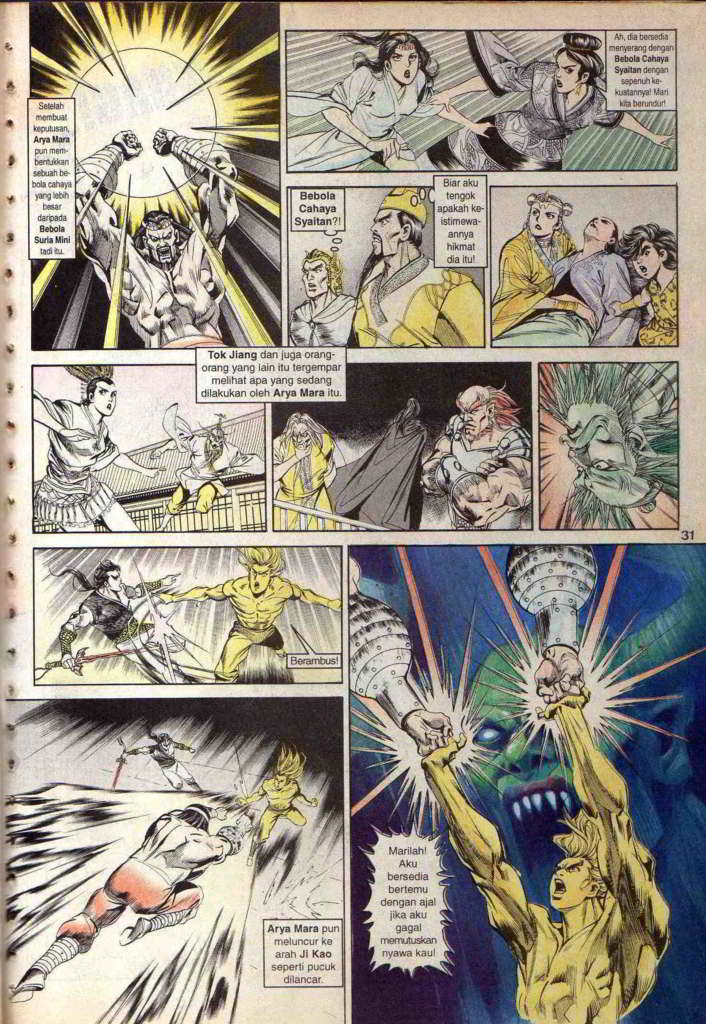 Setelah
membuat
keputusan,
Arya Mara
pun mem-
bentukkan
sebuah be-
bola cahaya
yang lebih
besar
daripada
Bebola
Suria Mini
tadi itu.
Ah, dia bersedia
menyerang dengan
Bebola Cahaya
Syaitan dengan
sepenuh ke-
kuatannya! Mari
kita berundur!
Bebola
Cahaya
Syaitan?!
Biar aku
tengok
apakah ke-
istimewa-
annya
hikmat
dia itu!
Tok Jiang dan juga orang-
orang yang lain itu tergempar
melihat apa yang sedang
dilakukan oleh Arya Mara itu.
31
Berambus!
Arya Mara pun
meluncur ke
arah Ji Kao
seperti pucuk
dilancar.
Marilah!
Aku
bersedia
bertemu
dengan ajal
jika aku
gagal
memutuskan
nyawa kau!